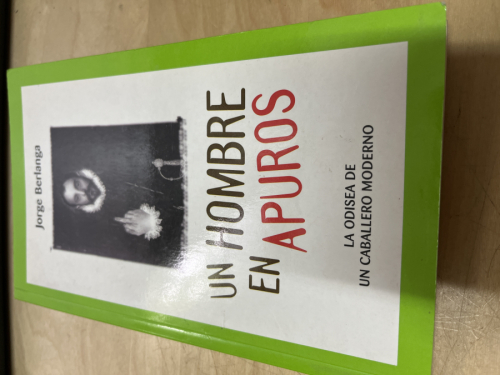 Jorge Berlanga
UN HOMBRE
EN APUROS
LA ODISEA DE
UN CABALLERO MODERNO